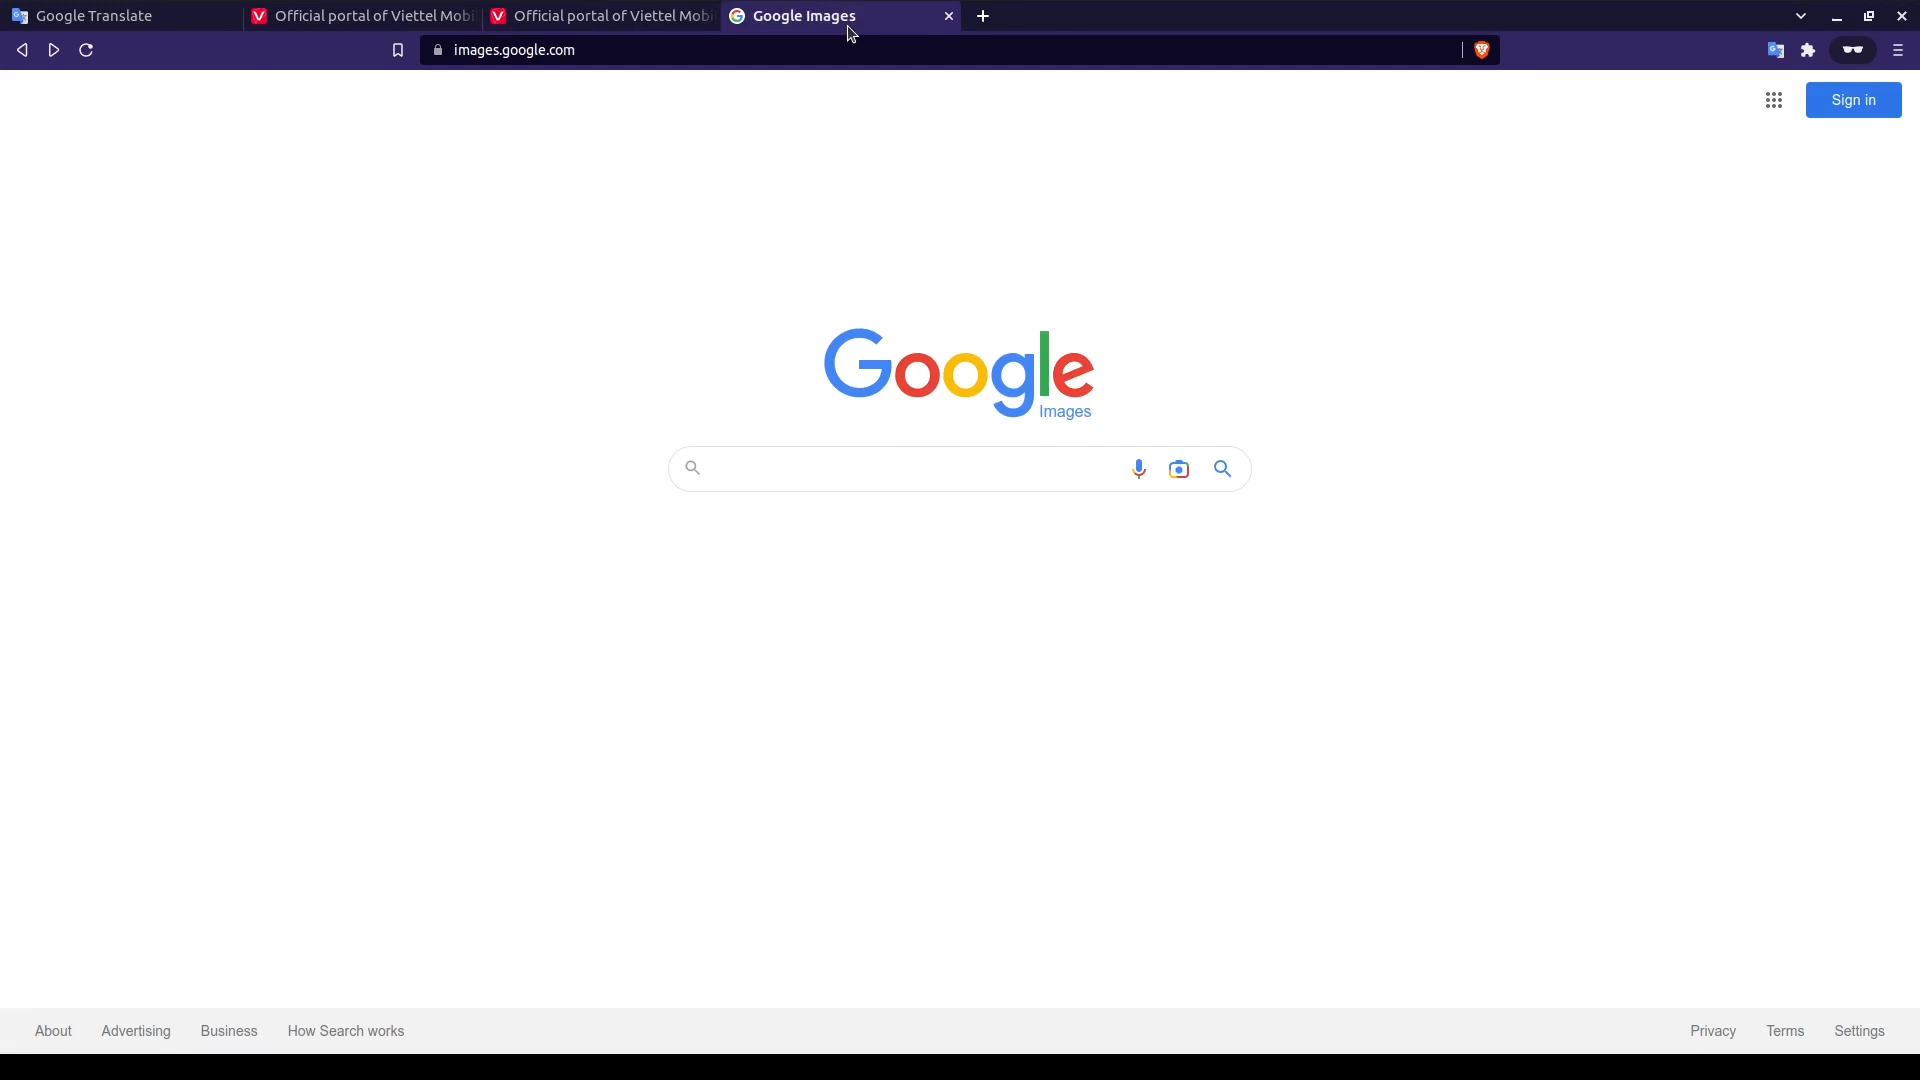 Google Translate
Official portal of Viettel Mobi
Official portal of Viettel Mobi
Google Images
images.google.com
Sign in
Google
Images
About
Advertising
Business
How Search works
Privacy
Terms
Settings